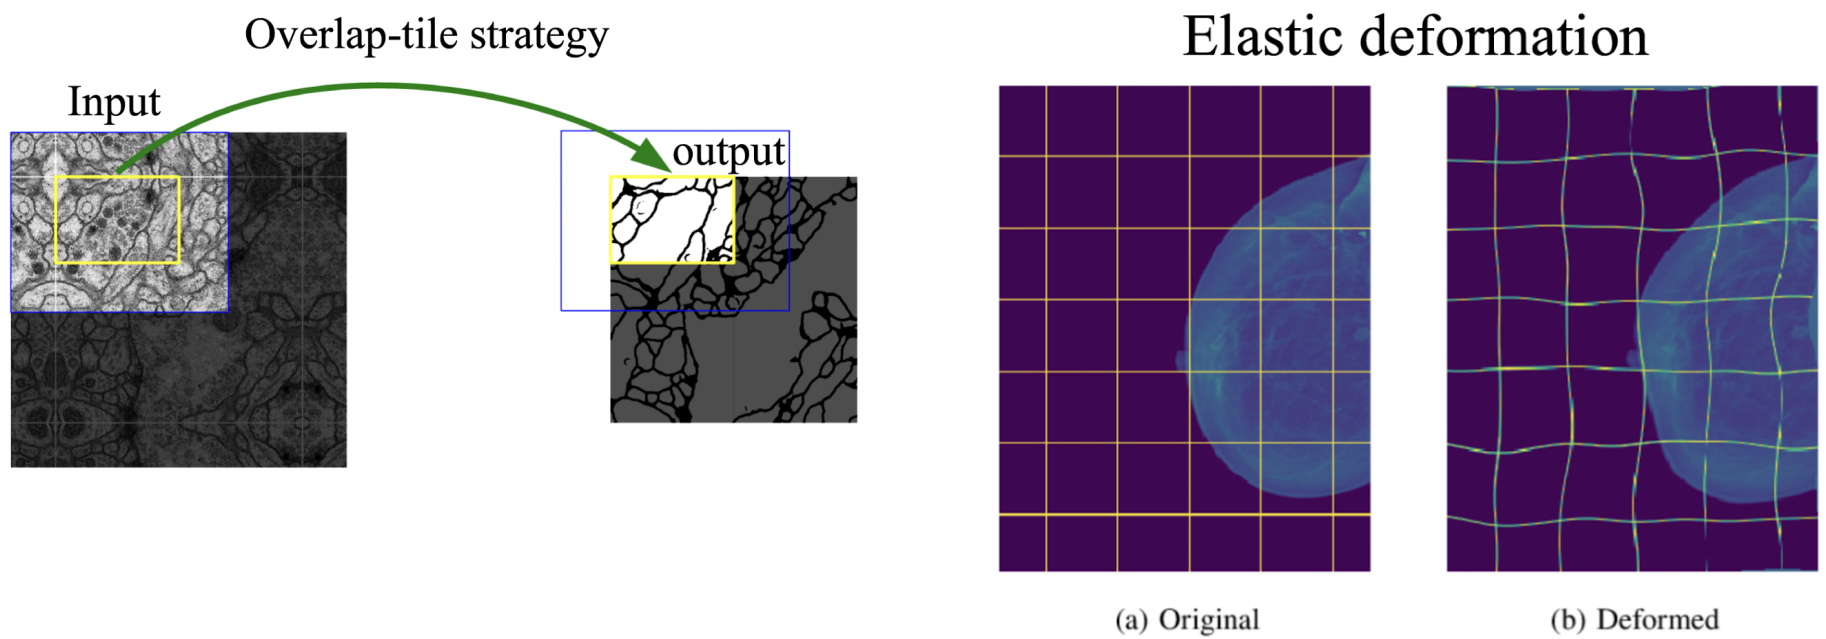 Overlap-tile strategy
Input
output
Elastic deformation
(a) Original
(b) Deformed